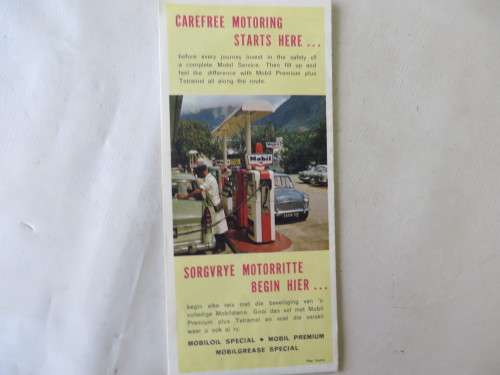 CAREFREE MOTORING
STARTS HERE ...
before every journey invest in the safety of
a complete Mobil Service. Then fill up and
feel the difference with Mobil Premium plus
Tetramel all along the route.
Mobil
SORGVRYE MOTORRITTE
BEGIN HIER ...
begin elke reis met die beveiliging van 'n
volledige Mobildiens. Gooi dan vol met Mobil
Premium plus Tetramel en voel die verskil
waar u ook al ry.
MOBILOIL SPECIAL • MOBIL PREMIUM
MOBILGREASE SPECIAL